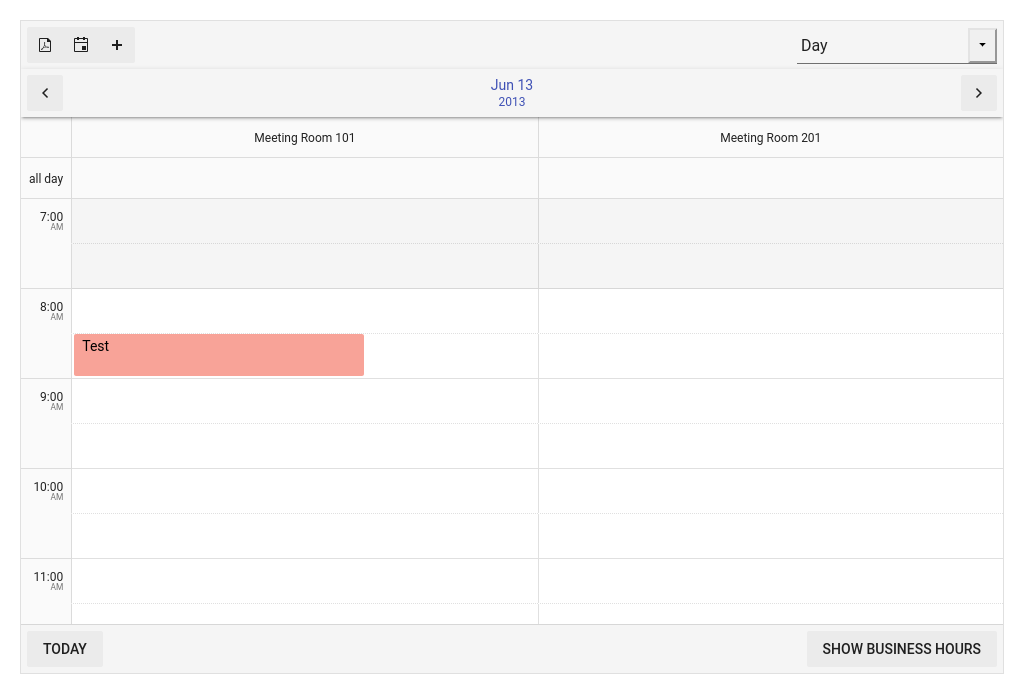 Day
Jun 13
2013
Meeting Room 101
Meeting Room 201
all day
7:00
AM
8:00
AM
Test
9:00
AM
10:00
AM
11:00
AM
TODAY
SHOW BUSINESS HOURS